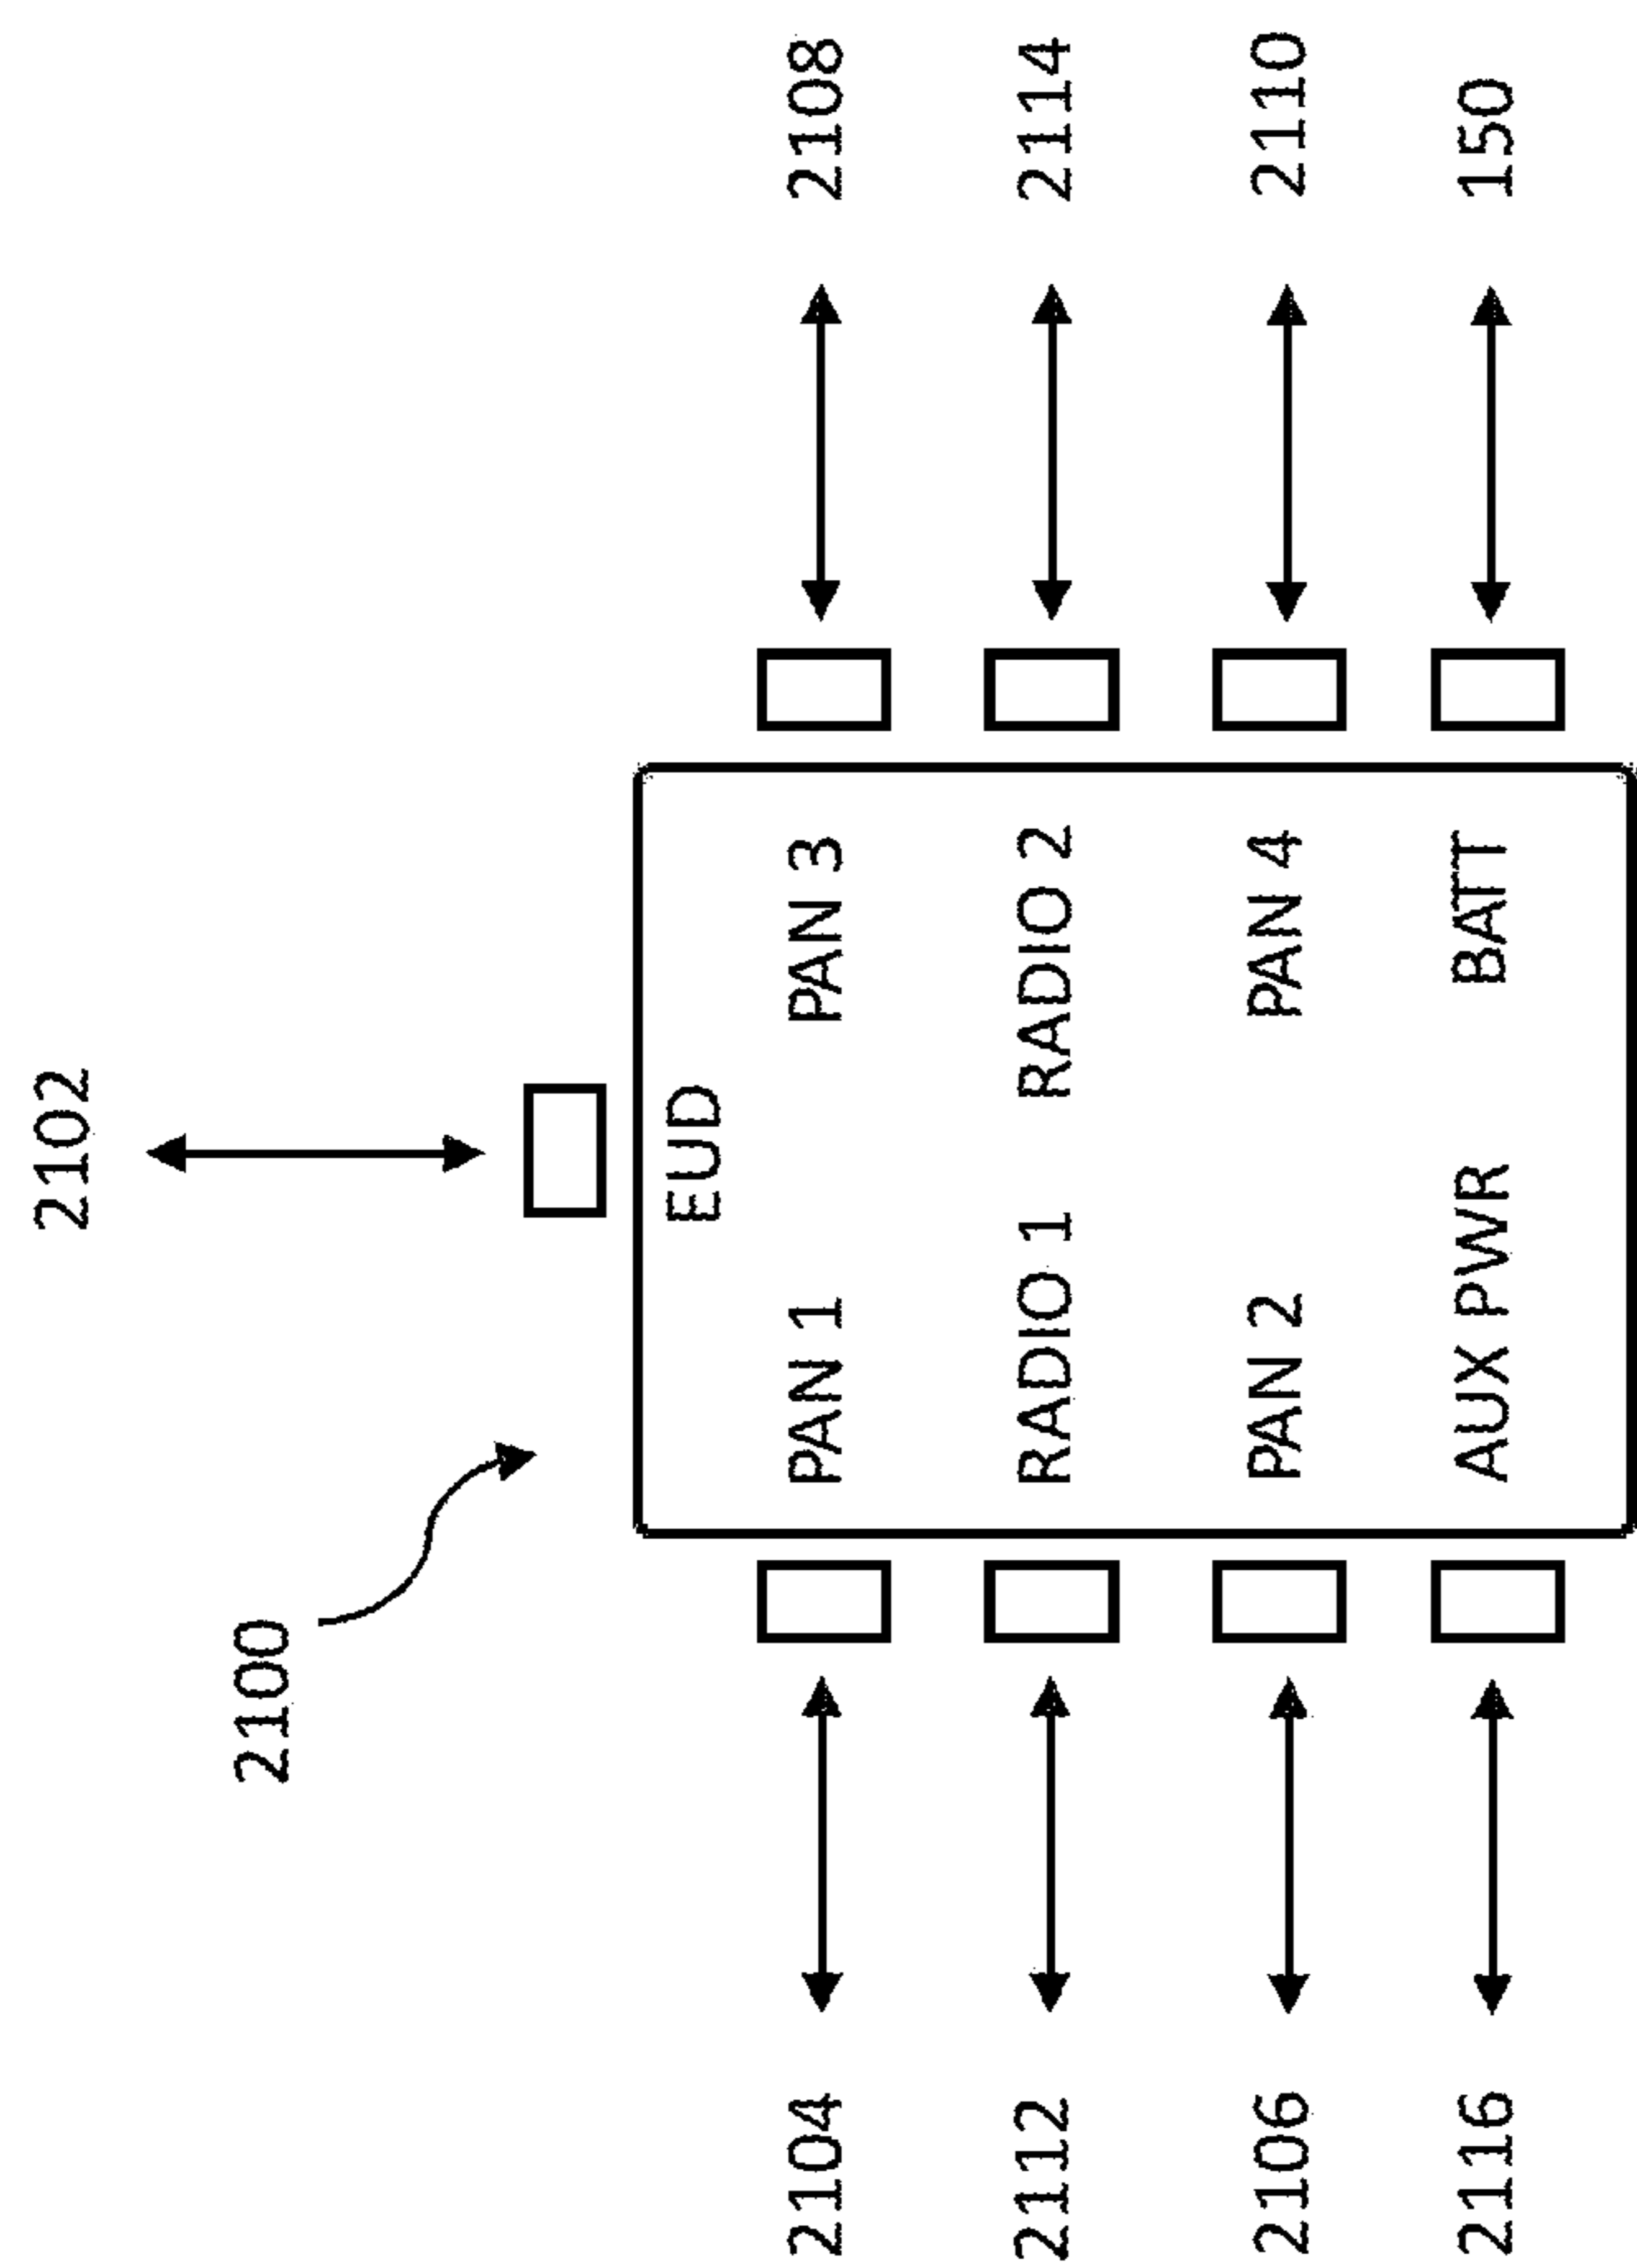 2102
2100
EUD
2104 PAN 1 PAN 3 2108
2112 RADIO 1 RADIO 2 2114
2106 PAN 2 PAN 4 2110
2116 AUX PWR BATT 150